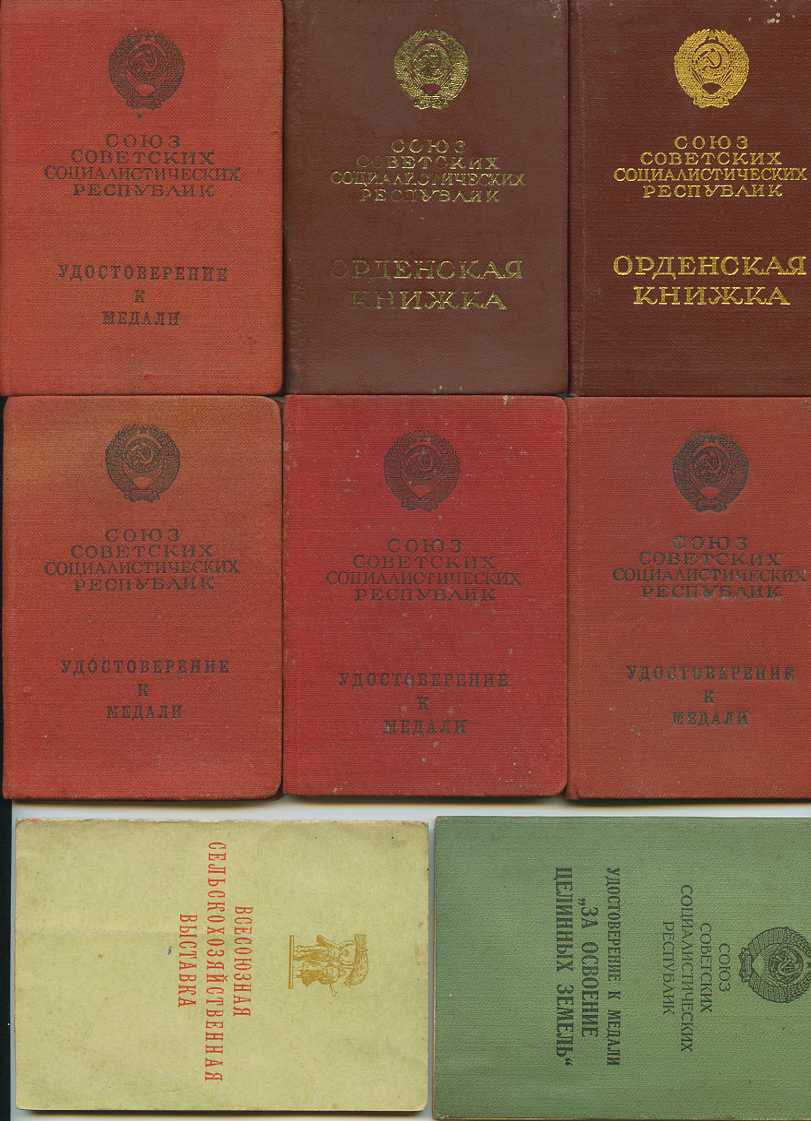 СОЮЗ
СОВЕТСКИХ
СОЦИАЛИСТИЧЕСКИХ
РЕСПУБЛИК
УДОСТОВЕРЕНИЕ
К
МЕДАЛИ
СОЮЗ
СОВЕТСКИХ
СОЦИАЛИСТИЧЕСКИХ
РЕСПУБЛИК
ОРДЕНСКАЯ
КНИЖКА
СОЮЗ
СОВЕТСКИХ
СОЦИАЛИСТИЧЕСКИХ
РЕСПУБЛИК
ОРДЕНСКАЯ
КНИЖКА
СОЮЗ
СОВЕТСКИХ
СОЦИАЛИСТИЧЕСКИХ
РЕСПУБЛИК
УДОСТОВЕРЕНИЕ
К
МЕДАЛИ
СОЮЗ
СОВЕТСКИХ
СОЦИАЛИСТИЧЕСКИХ
РЕСПУБЛИК
УДОСТОВЕРЕНИЕ
К
МЕДАЛИ
СОЮЗ
СОВЕТСКИХ
СОЦИАЛИСТИЧЕСКИХ
РЕСПУБЛИК
УДОСТОВЕРЕНИЕ
К
МЕДАЛИ
ВСЕСОЮЗНАЯ
СЕЛЬСКОХОЗЯЙСТВЕННАЯ
ВЫСТАВКА
СОЮЗ
СОВЕТСКИХ
СОЦИАЛИСТИЧЕСКИХ
РЕСПУБЛИК
УДОСТОВЕРЕНИЕ К МЕДАЛИ
„ЗА ОСВОЕНИЕ
ЦЕЛИННЫХ ЗЕМЕЛЬ“